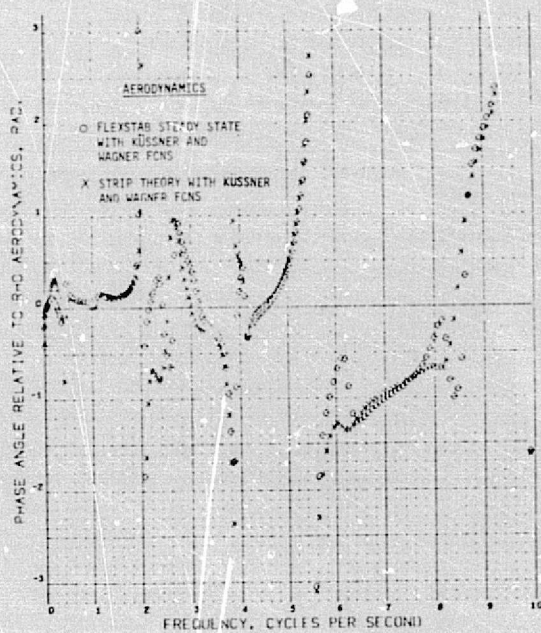 3
2
1
0
-1
-2
-3
PHASE ANGLE RELATIVE TO RHO AERODYNAMICS, RAD.
AERODYNAMICS
O FLEXSTAB STEADY STATE
WITH KÜSSNER AND
WAGNER FCNS
X STRIP THEORY WITH KÜSSNER
AND WAGNER FCNS
0 1 2 3 4 5 6 7 8 9 10
FREQUENCY, CYCLES PER SECOND